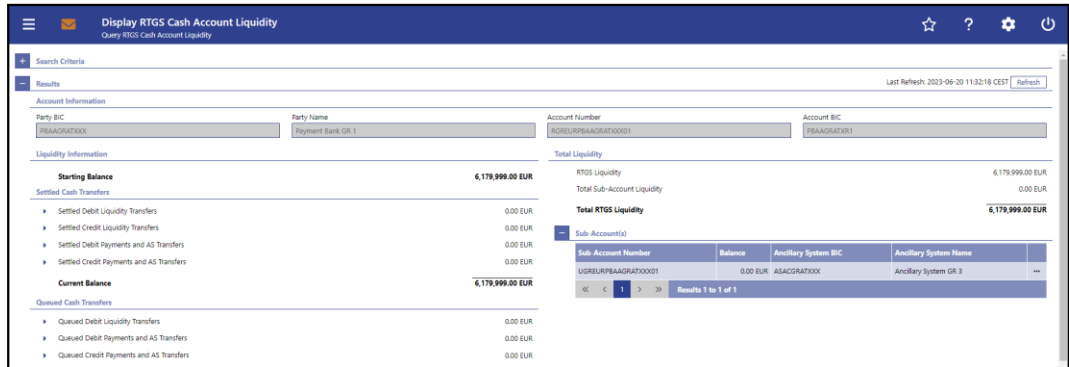 Display RTGS Cash Account Liquidity
Query RTGS Cash Account Liquidity
Search Criteria
Results
Last Refresh: 2023-06-20 11:32:18 CEST Refresh
Account Information
Party BIC Party Name Account Number Account BIC
PBAAGRATXXX Payment Bank GR 1 RGREURPBAAGRATXXX01 PBAAGRATXR1
Liquidity Information
Starting Balance 6,179,999.00 EUR
Settled Cash Transfers
Settled Debit Liquidity Transfers 0.00 EUR
Settled Credit Liquidity Transfers 0.00 EUR
Settled Debit Payments and AS Transfers 0.00 EUR
Settled Credit Payments and AS Transfers 0.00 EUR
Current Balance 6,179,999.00 EUR
Queued Cash Transfers
Queued Debit Liquidity Transfers 0.00 EUR
Queued Debit Payments and AS Transfers 0.00 EUR
Queued Credit Payments and AS Transfers 0.00 EUR
Total Liquidity
RTGS Liquidity 6,179,999.00 EUR
Total Sub-Account Liquidity 0.00 EUR
Total RTGS Liquidity 6,179,999.00 EUR
Sub-Account(s)
Sub-Account Number Balance Ancillary System BIC Ancillary System Name
UGREURPBAAGRATXXX01 0.00 EUR ASACGRATXXX Ancillary System GR 3
1 Results 1 to 1 of 1